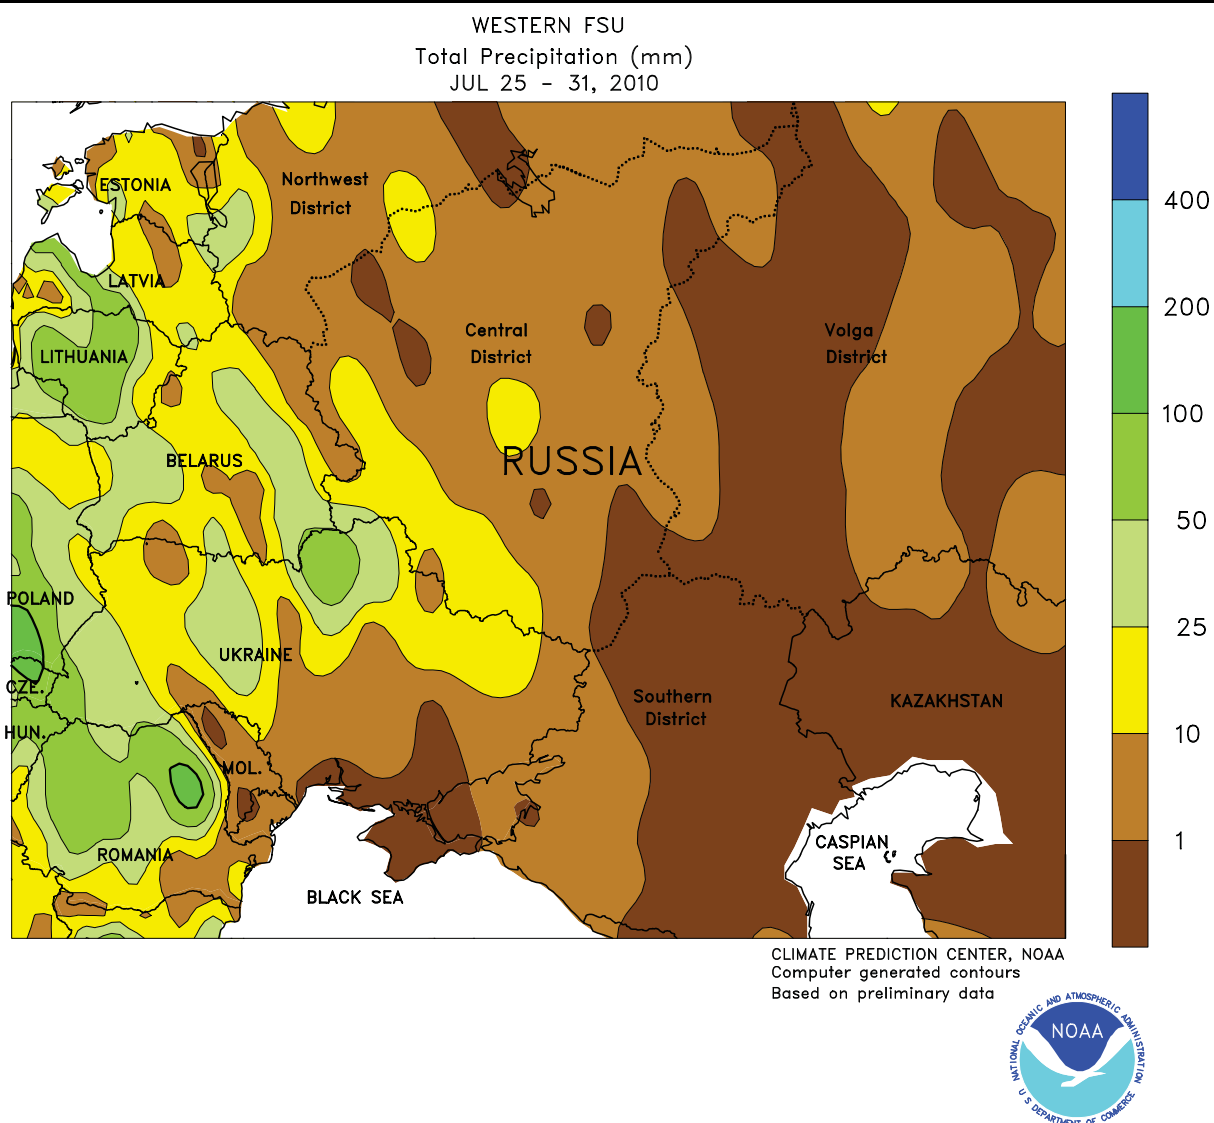 WESTERN FSU
Total Precipitation (mm)
JUL 25 - 31, 2010
ESTONIA
Northwest
District
LATVIA
LITHUANIA
Central
District
Volga
District
RUSSIA
BELARUS
POLAND
UKRAINE
CZE.
Southern
District
KAZAKHSTAN
HUN.
MOL.
ROMANIA
CASPIAN
SEA
BLACK SEA
400
200
100
50
25
10
1
CLIMATE PREDICTION CENTER, NOAA
Computer generated contours
Based on preliminary data
NATIONAL OCEANIC AND ATMOSPHERIC ADMINISTRATION
NOAA
U S DEPARTMENT OF COMMERCE